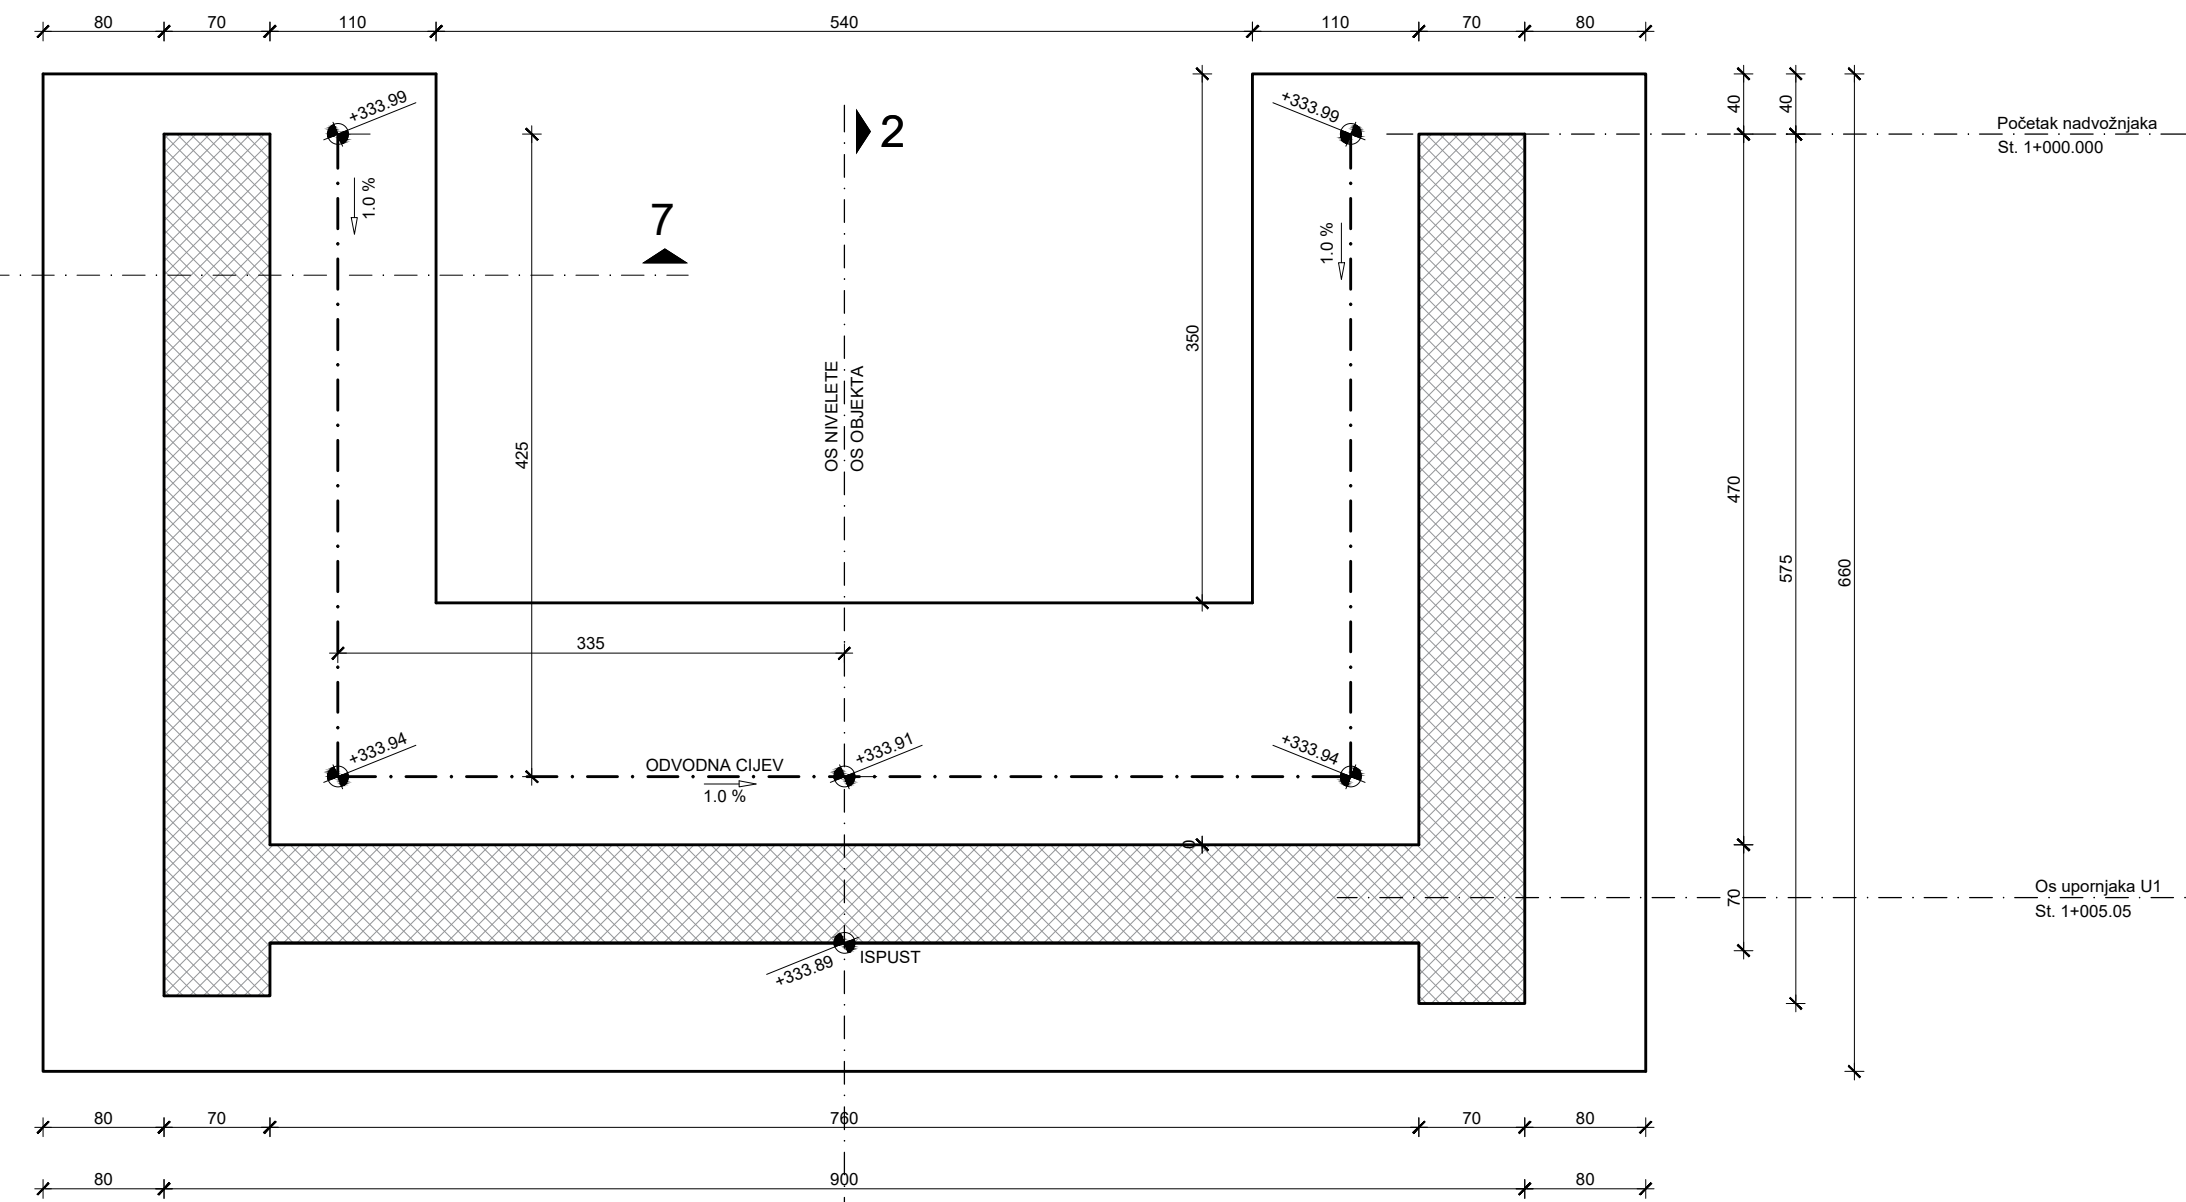 80 70 110 540 110 70 80
+333.99
+333.99
40
40
Početak nadvožnjaka
St. 1+000.000
2
1.0 %
7
1.0 %
350
OS NIVELETE
OS OBJEKTA
425
470
575
660
335
+333.94
ODVODNA CIJEV
1.0 %
+333.91
+333.94
0
70
Os upornjaka U1
St. 1+005.05
+333.89
ISPUST
80 70 760 70 80
80 900 80